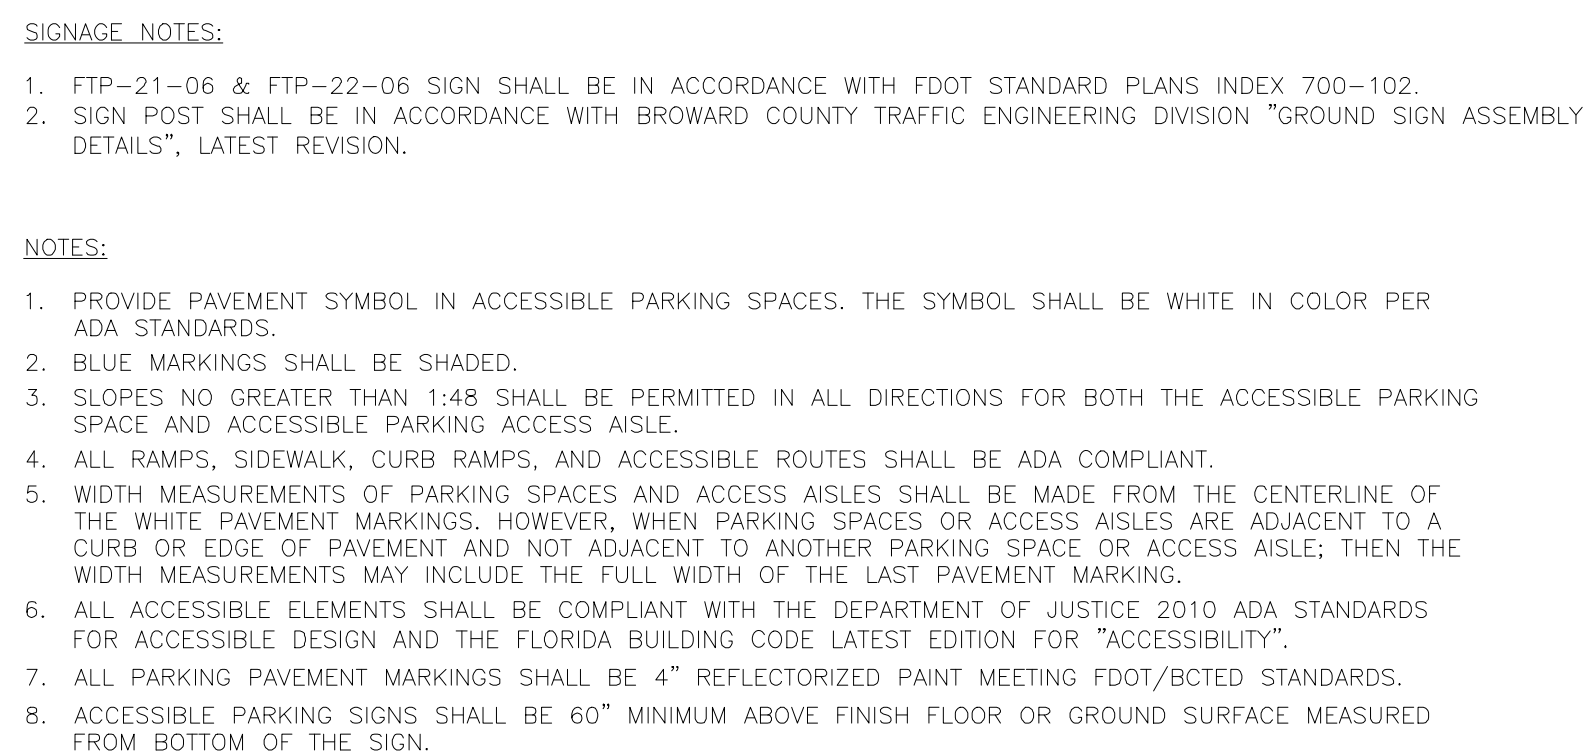 SIGNAGE NOTES:
1. FTP-21-06 & FTP-22-06 SIGN SHALL BE IN ACCORDANCE WITH FDOT STANDARD PLANS INDEX 700-102.
2. SIGN POST SHALL BE IN ACCORDANCE WITH BROWARD COUNTY TRAFFIC ENGINEERING DIVISION "GROUND SIGN ASSEMBLY
DETAILS", LATEST REVISION.
NOTES:
1. PROVIDE PAVEMENT SYMBOL IN ACCESSIBLE PARKING SPACES. THE SYMBOL SHALL BE WHITE IN COLOR PER
ADA STANDARDS.
2. BLUE MARKINGS SHALL BE SHADED.
3. SLOPES NO GREATER THAN 1:48 SHALL BE PERMITTED IN ALL DIRECTIONS FOR BOTH THE ACCESSIBLE PARKING
SPACE AND ACCESSIBLE PARKING ACCESS AISLE.
4. ALL RAMPS, SIDEWALK, CURB RAMPS, AND ACCESSIBLE ROUTES SHALL BE ADA COMPLIANT.
5. WIDTH MEASUREMENTS OF PARKING SPACES AND ACCESS AISLES SHALL BE MADE FROM THE CENTERLINE OF
THE WHITE PAVEMENT MARKINGS. HOWEVER, WHEN PARKING SPACES OR ACCESS AISLES ARE ADJACENT TO A
CURB OR EDGE OF PAVEMENT AND NOT ADJACENT TO ANOTHER PARKING SPACE OR ACCESS AISLE; THEN THE
WIDTH MEASUREMENTS MAY INCLUDE THE FULL WIDTH OF THE LAST PAVEMENT MARKING.
6. ALL ACCESSIBLE ELEMENTS SHALL BE COMPLIANT WITH THE DEPARTMENT OF JUSTICE 2010 ADA STANDARDS
FOR ACCESSIBLE DESIGN AND THE FLORIDA BUILDING CODE LATEST EDITION FOR "ACCESSIBILITY".
7. ALL PARKING PAVEMENT MARKINGS SHALL BE 4" REFLECTORIZED PAINT MEETING FDOT/BCTED STANDARDS.
8. ACCESSIBLE PARKING SIGNS SHALL BE 60" MINIMUM ABOVE FINISH FLOOR OR GROUND SURFACE MEASURED
FROM BOTTOM OF THE SIGN.